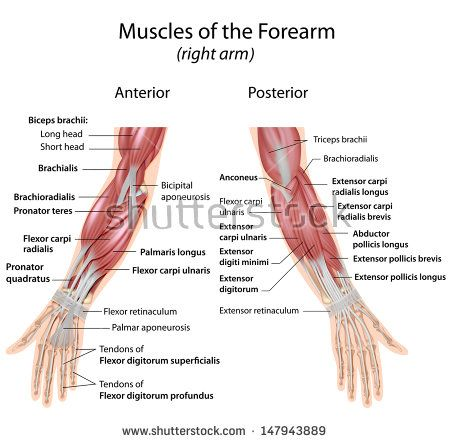 Muscles of the Forearm
(right arm)
Anterior
Biceps brachii:
Long head
Short head
Brachialis
Brachioradialis
Pronator teres
Flexor carpi
radialis
Pronator
quadratus
Bicipital
aponeurosis
Palmaris longus
Flexor carpi ulnaris
Flexor retinaculum
Palmar aponeurosis
Tendons of
Flexor digitorum superficialis
Tendons of
Flexor digitorum profundus
Posterior
Anconeus
Flexor carpi
ulnaris
Extensor
carpi ulnaris
Extensor
digiti minimi
Extensor
digitorum
Extensor retinaculum
Triceps brachii
Brachioradialis
Extensor carpi
radialis longus
Extensor carpi
radialis brevis
Abductor
pollicis longus
Extensor pollicis brevis
Extensor pollicis longus
shutterstock
www.shutterstock.com · 147943889